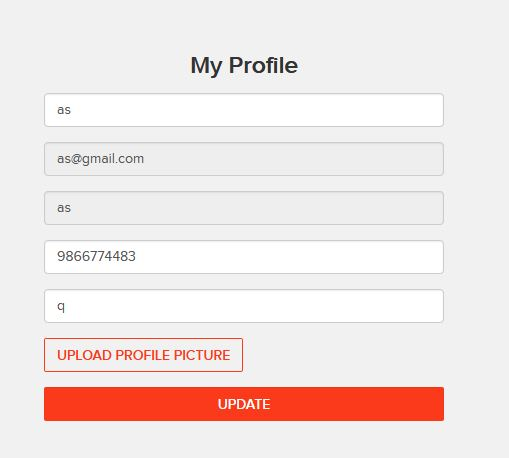 My Profile
as
as@gmail.com
as
9866774483
q
UPLOAD PROFILE PICTURE
UPDATE